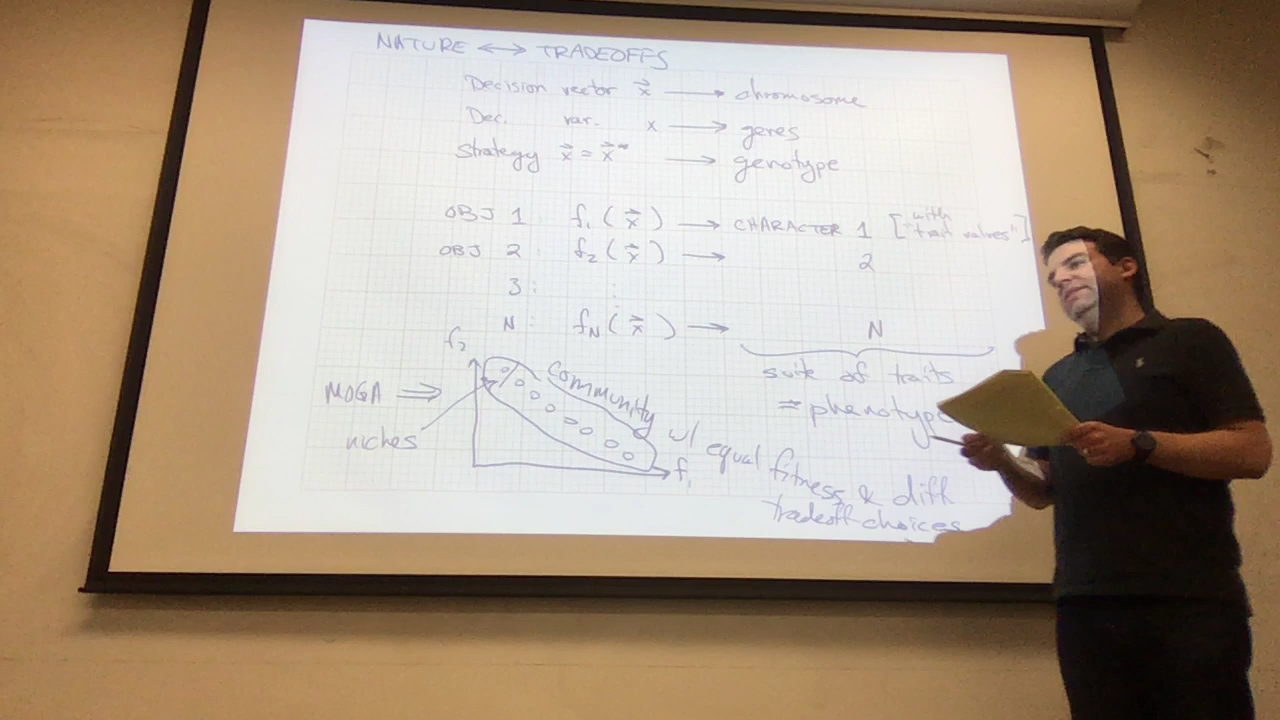 NATURE ↔ TRADEOFFS
Decision vector x⃗ → chromosome
Dec. var. x → genes
Strategy x⃗ = x⃗* → genotype
OBJ 1 : f₁(x⃗) → CHARACTER 1 [with "trait values"]
OBJ 2 : f₂(x⃗) → 2
3 : :
N : f_N(x⃗) → N
suite of traits
= phenotype
f₂
MOGA ⇒
niches
community
w/ equal fitness & diff
tradeoff choices
f₁